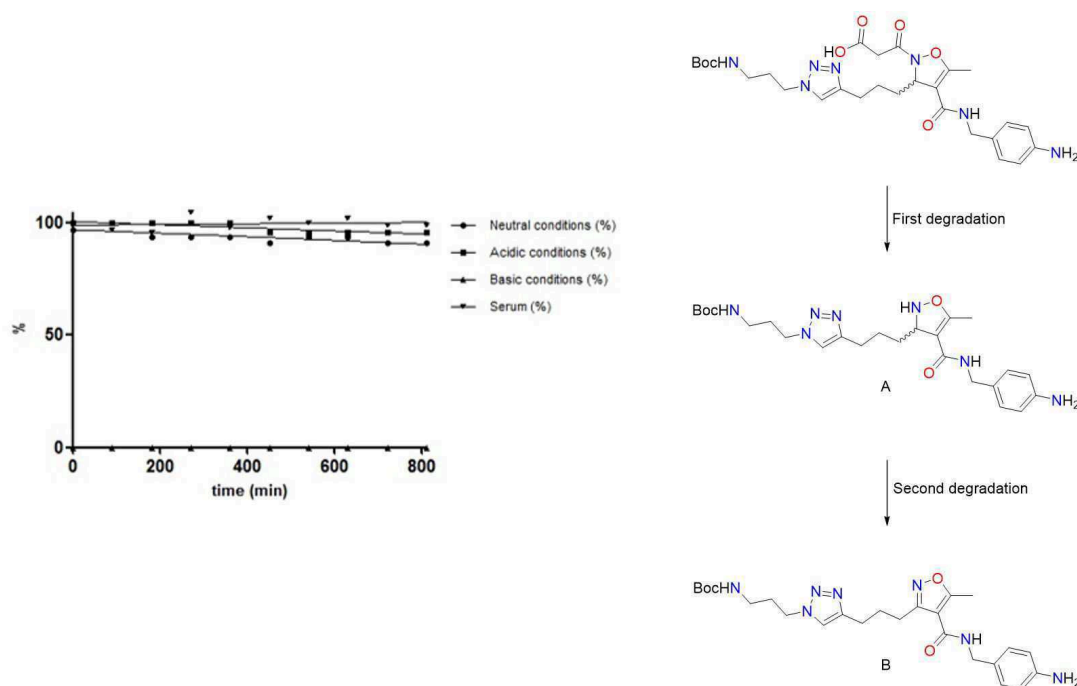 100
50
0
%
0
200
400
600
800
time (min)
Neutral conditions (%)
Acidic conditions (%)
Basic conditions (%)
Serum (%)
O
O
HO
N
O
BocHN
N=N
N
N
O
NH
NH₂
First degradation
BocHN
N=N
N
N
HN
O
O
NH
NH₂
A
Second degradation
BocHN
N=N
N
N
N
O
O
NH
NH₂
B